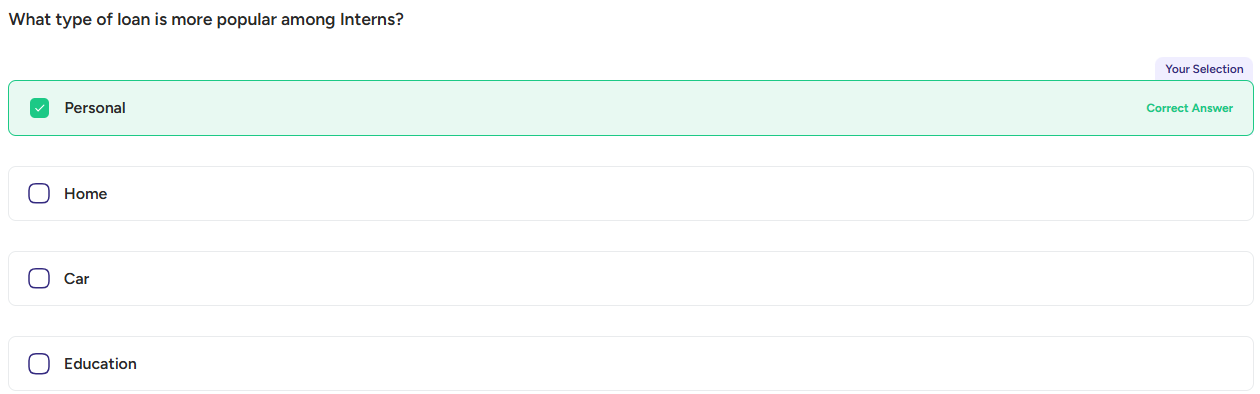 What type of loan is more popular among Interns?
Your Selection
Personal
Correct Answer
Home
Car
Education